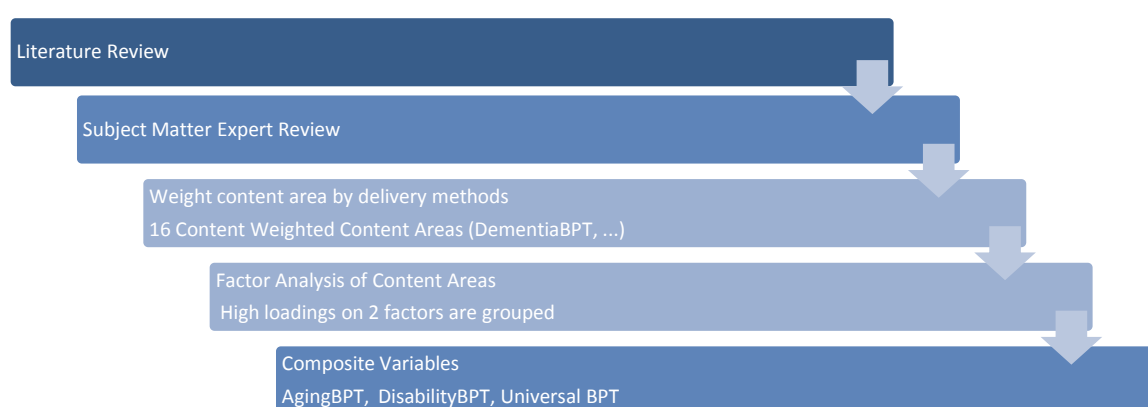 Literature Review
Subject Matter Expert Review
Weight content area by delivery methods
16 Content Weighted Content Areas (DementiaBPT, ...)
Factor Analysis of Content Areas
High loadings on 2 factors are grouped
Composite Variables
AgingBPT, DisabilityBPT, Universal BPT